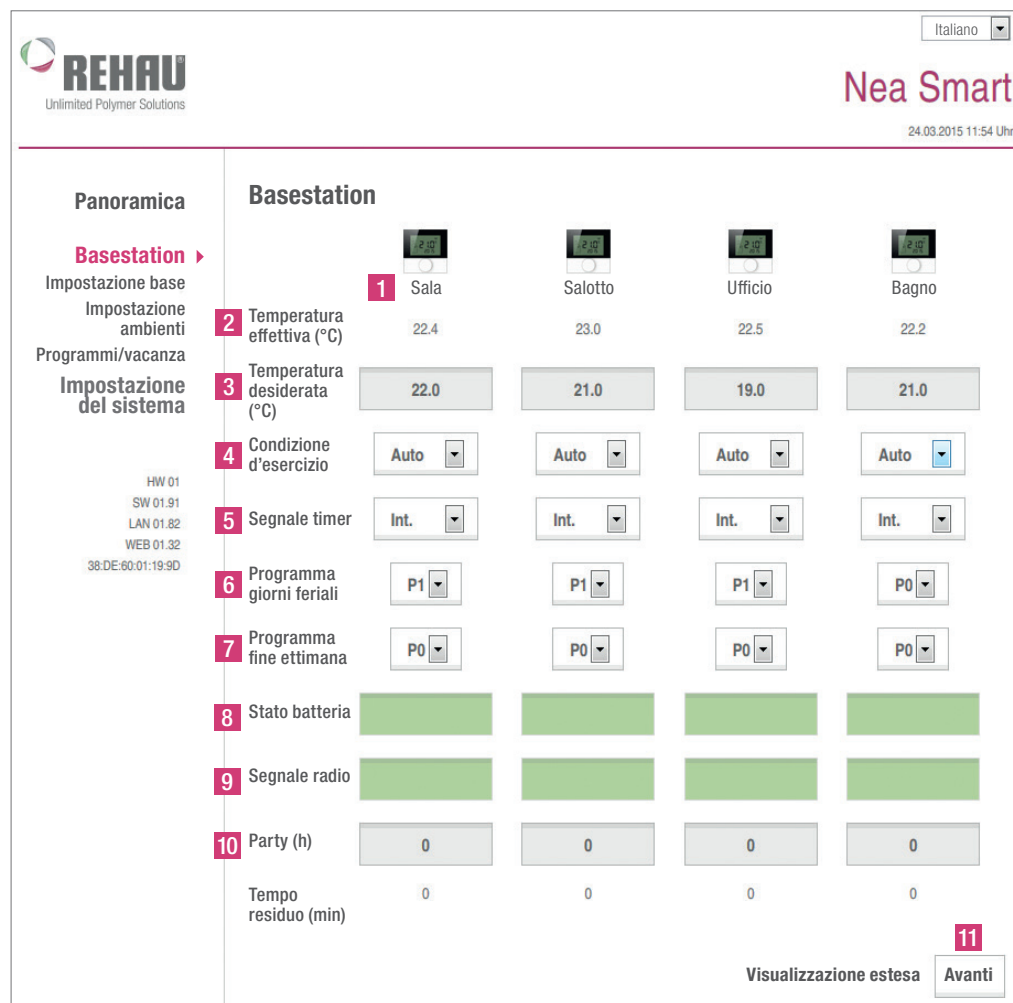 Italiano
REHAU®
Unlimited Polymer Solutions
Nea Smart
24.03.2015 11:54 Uhr
Panoramica
Basestation
Impostazione base
Impostazione
ambienti
Programmi/vacanza
Impostazione
del sistema
HW 01
SW 01.91
LAN 01.82
WEB 01.32
38:DE:60:01:19:9D
Basestation
1 Sala Salotto Ufficio Bagno
2 Temperatura
effettiva (°C) 22.4 23.0 22.5 22.2
3 Temperatura
desiderata
(°C) 22.0 21.0 19.0 21.0
4 Condizione
d'esercizio Auto Auto Auto Auto
5 Segnale timer Int. Int. Int. Int.
6 Programma
giorni feriali P1 P1 P1 P0
7 Programma
fine ettimana P0 P0 P0 P0
8 Stato batteria
9 Segnale radio
10 Party (h) 0 0 0 0
Tempo
residuo (min) 0 0 0 0
11
Visualizzazione estesa Avanti